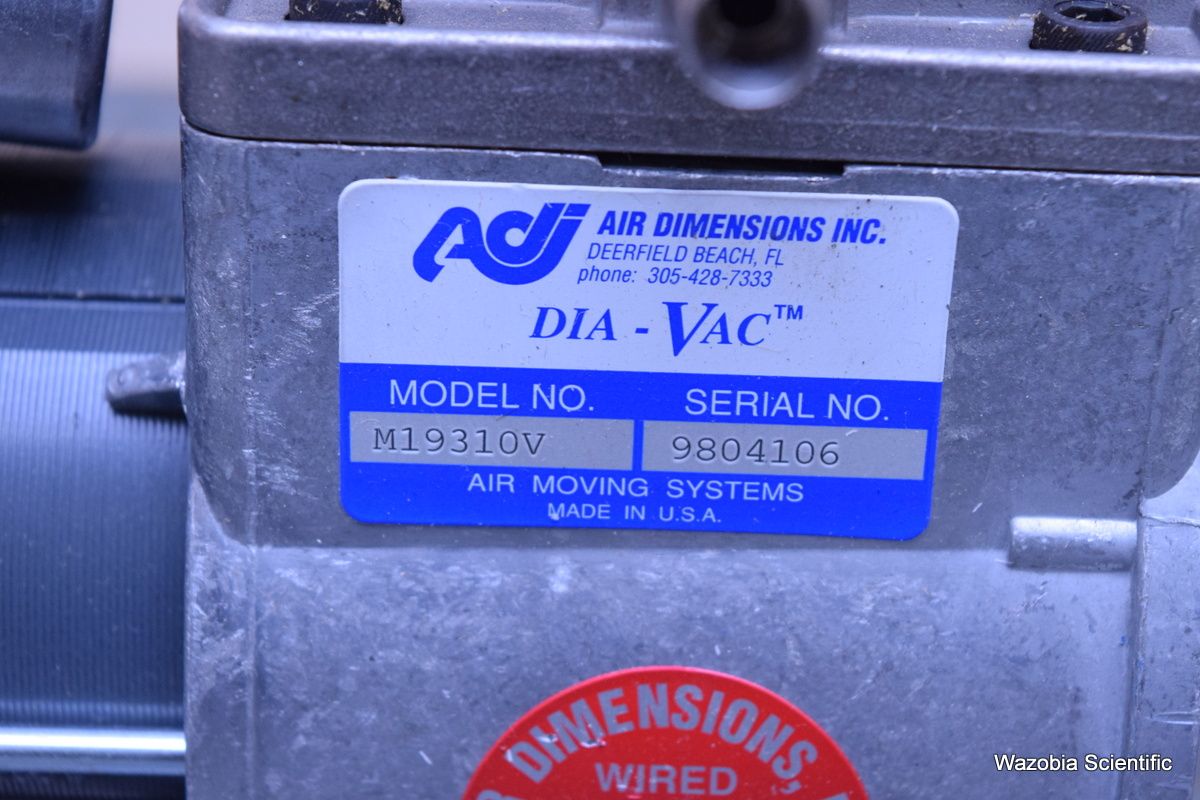 adi AIR DIMENSIONS INC.
DEERFIELD BEACH, FL
phone: 305-428-7333
DIA - VAC™
MODEL NO. SERIAL NO.
M19310V 9804106
AIR MOVING SYSTEMS
MADE IN U.S.A.
DIMENSIONS,
WIRED
Wazobia Scientific